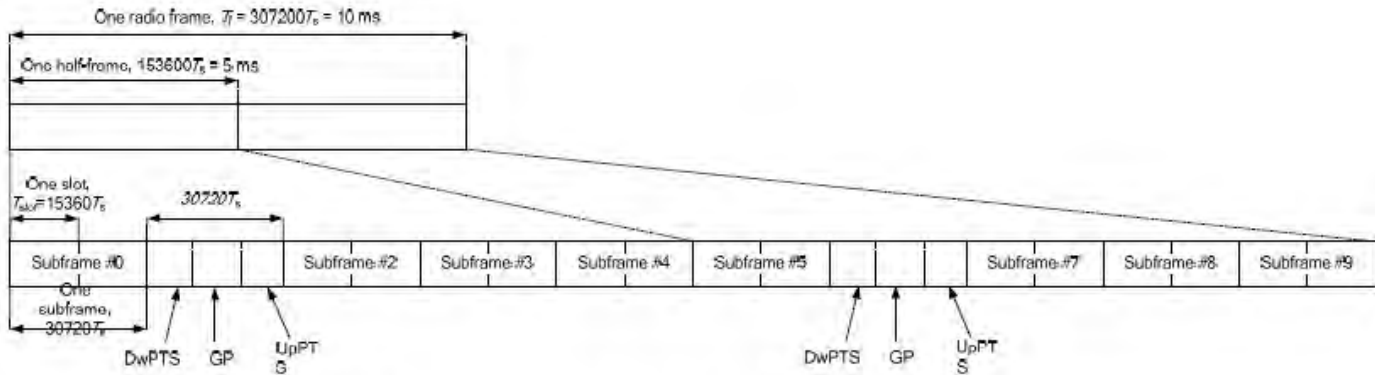 One radio frame, Tf = 307200Ts = 10 ms
One half-frame, 153600Ts = 5 ms
One slot,
Tslot=15360Ts
30720Ts
Subframe #0
Subframe #2
Subframe #3
Subframe #4
Subframe #5
Subframe #7
Subframe #8
Subframe #9
One
subframe,
30720Ts
DwPTS
GP
UpPT
S
DwPTS
GP
UpPT
S